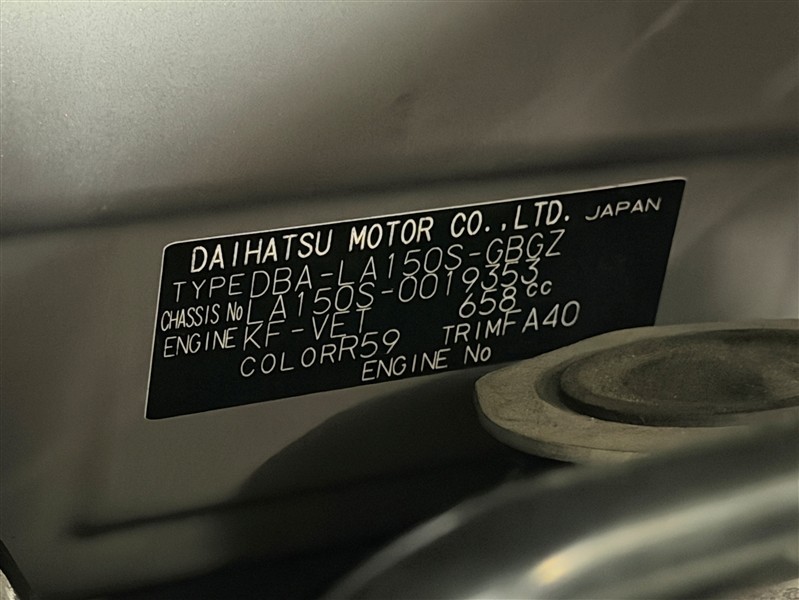 DAIHATSU MOTOR CO.,LTD. JAPAN
TYPE DBA-LA150S-GBGZ
CHASSIS No LA150S-0019353
ENGINE KF-VET 658cc
COLOR R59 TRIM FA40
ENGINE No